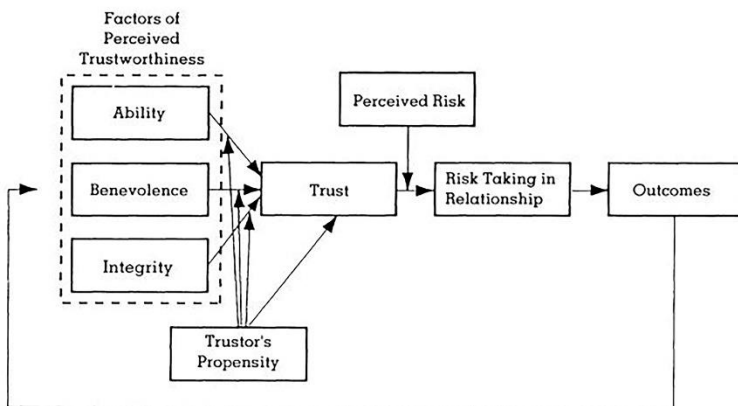 Factors of
Perceived
Trustworthiness
Ability
Benevolence
Integrity
Trustor's
Propensity
Trust
Perceived Risk
Risk Taking in
Relationship
Outcomes